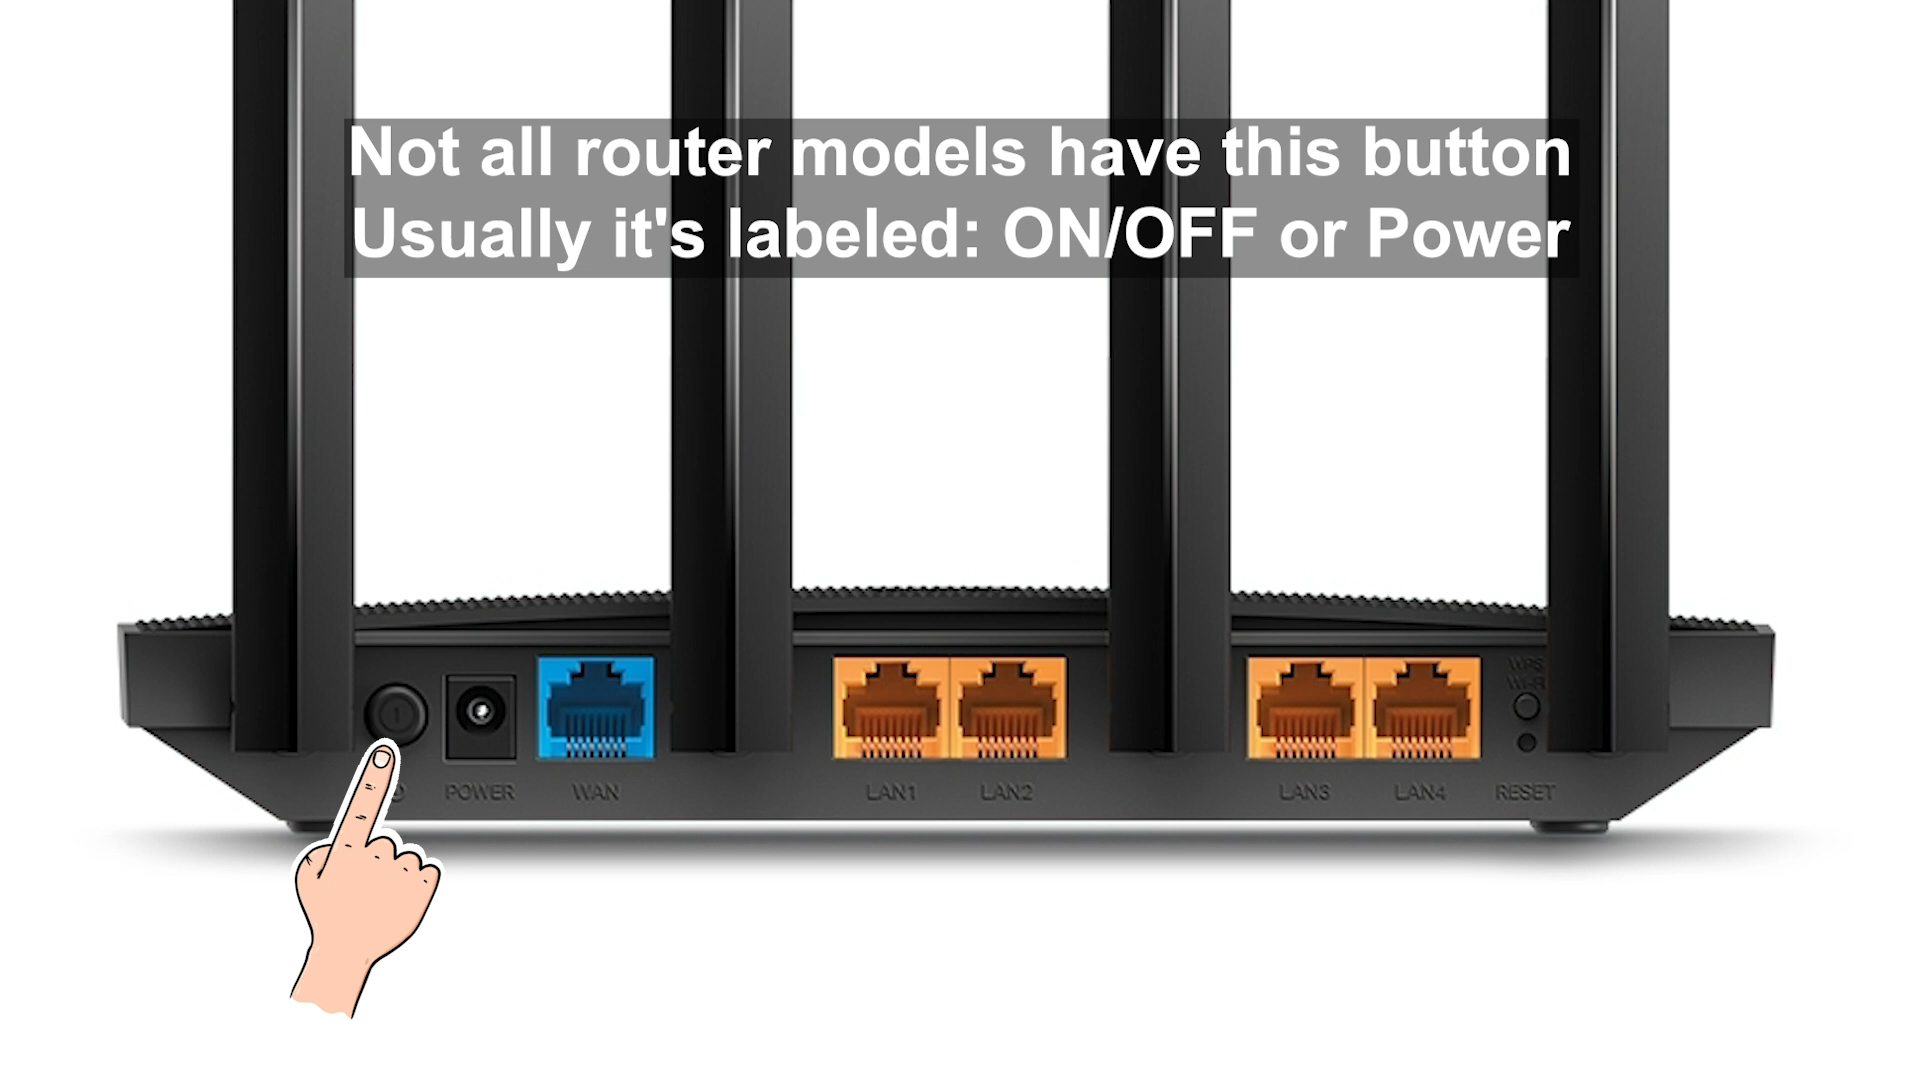 Not all router models have this button
Usually it's labeled: ON/OFF or Power
WPS
POWER
WAN
LAN1
LAN2
LAN3
LAN4
RESET